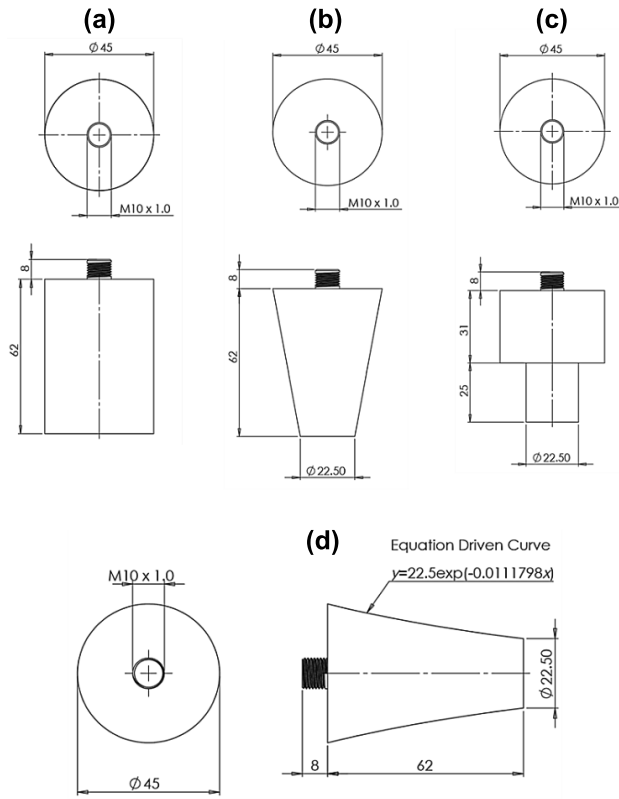 (a)
(b)
(c)
Ø45
Ø45
Ø45
M10 x 1.0
M10 x 1.0
M10 x 1.0
8
62
8
62
Ø22.50
8
31
25
Ø22.50
(d)
Equation Driven Curve
y=22.5exp(-0.0111798x)
M10 x 1.0
Ø45
Ø22.50
8
62